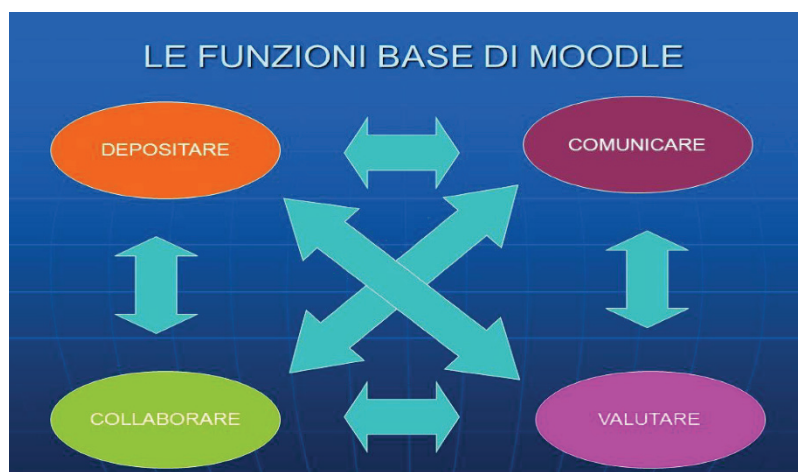 LE FUNZIONI BASE DI MOODLE
DEPOSITARE
COMUNICARE
COLLABORARE
VALUTARE